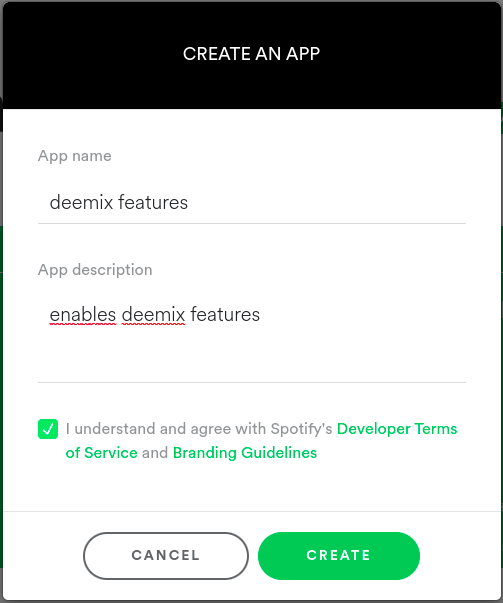 CREATE AN APP
App name
deemix features
App description
enables deemix features
I understand and agree with Spotify's Developer Terms
of Service and Branding Guidelines
CANCEL
CREATE